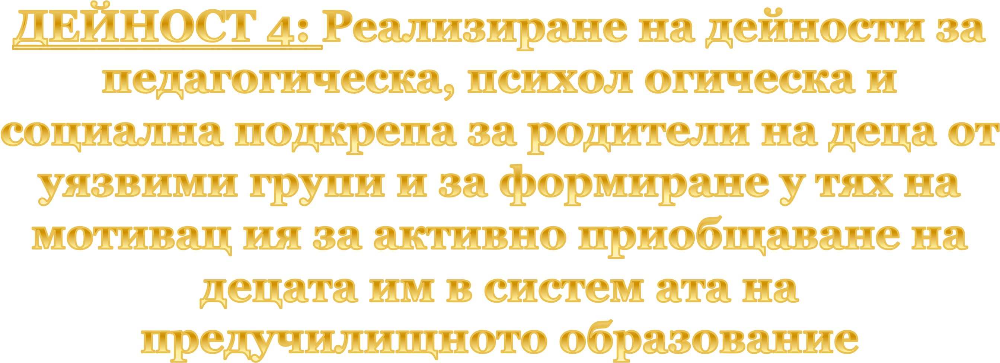 ДЕЙНОСТ 4: Реализиране на дейности за
педагогическа, психол огическа и
социална подкрепа за родители на деца от
уязвими групи и за формиране у тях на
мотивац ия за активно приобщаване на
децата им в систем ата на
предучилищното образование